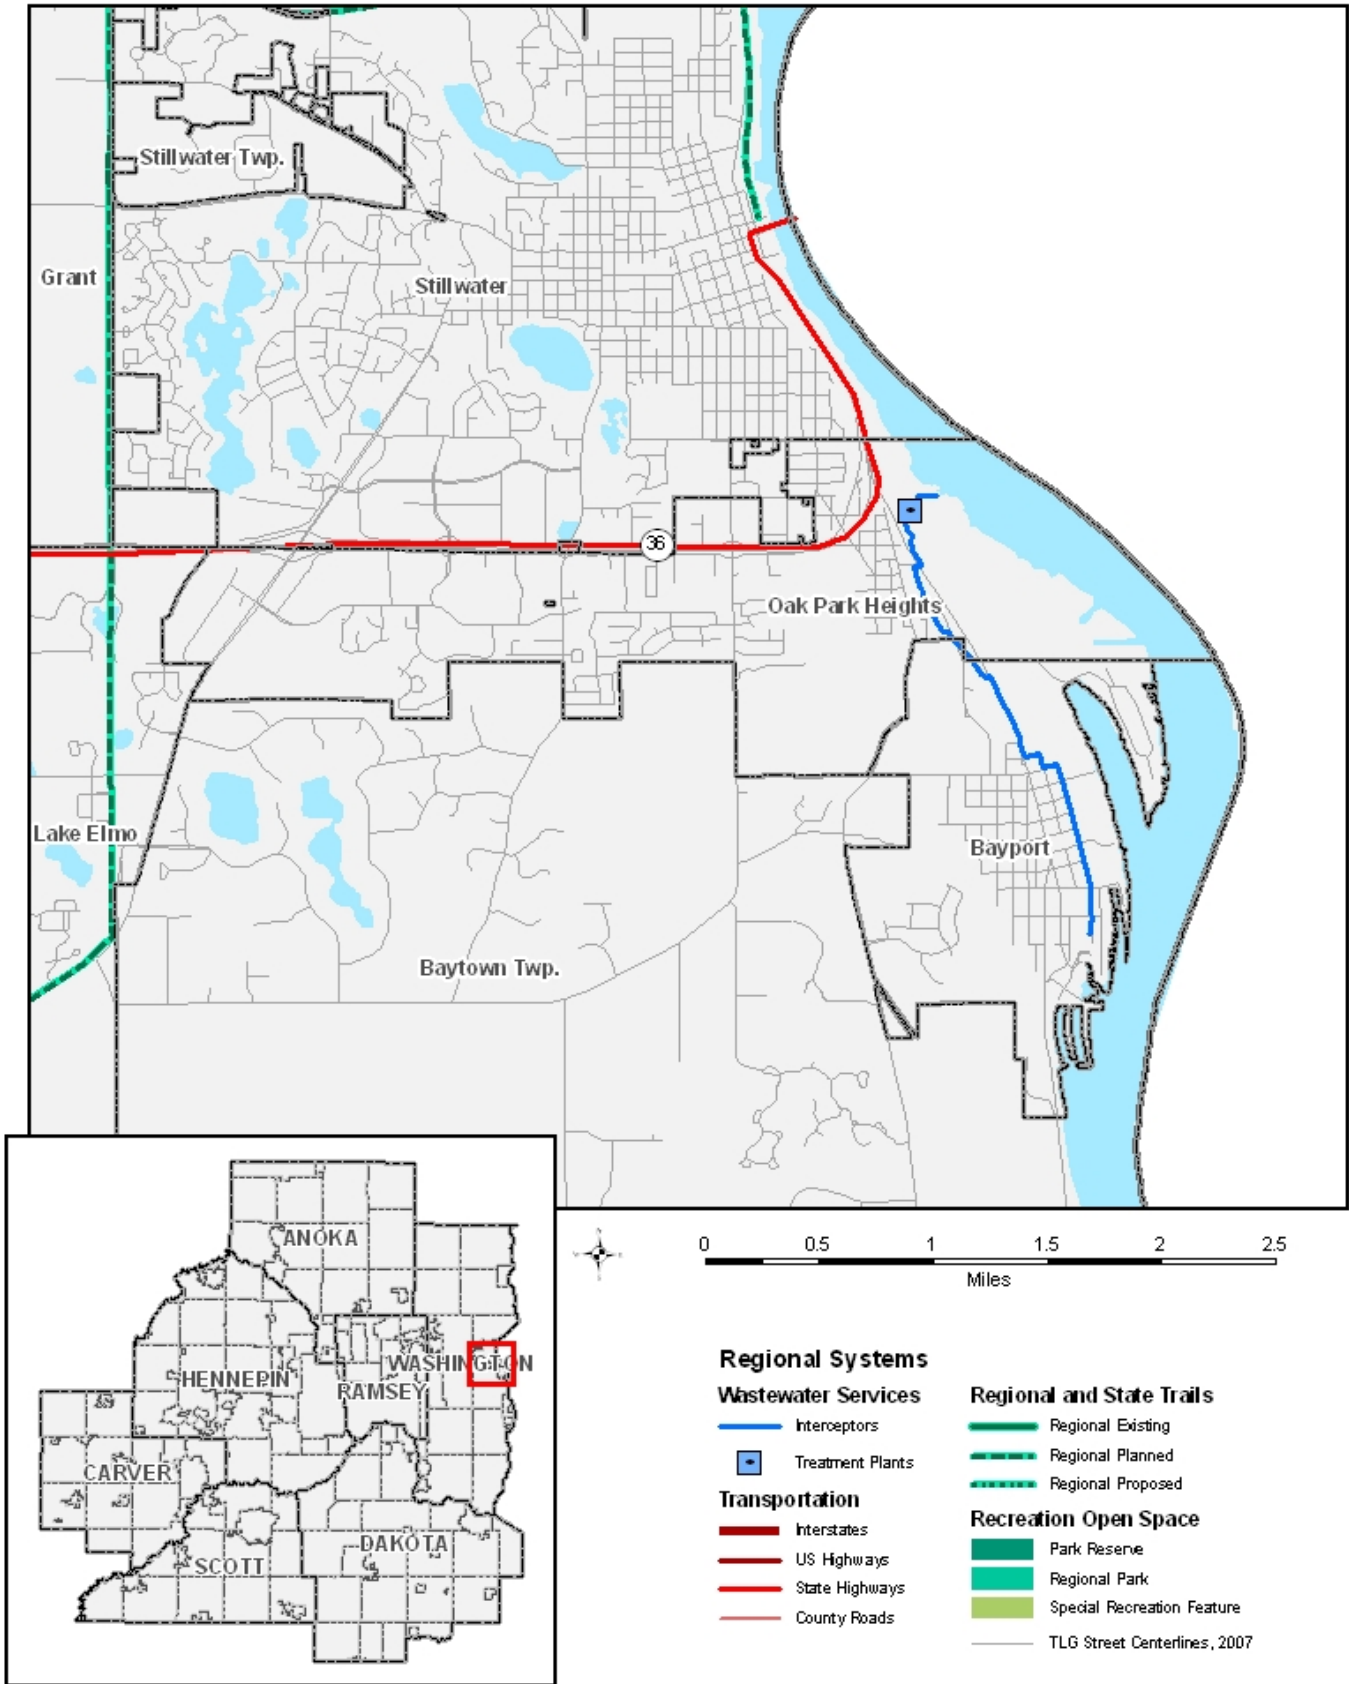 Stillwater Twp.
Grant
Stillwater
36
Oak Park Heights
Lake Elmo
Bayport
Baytown Twp.
ANOKA
HENNEPIN
WASHINGTON
RAMSEY
CARVER
SCOTT
DAKOTA
0 0.5 1 1.5 2 2.5
Miles
Regional Systems
Wastewater Services
Interceptors
Treatment Plants
Transportation
Interstates
US Highways
State Highways
County Roads
Regional and State Trails
Regional Existing
Regional Planned
Regional Proposed
Recreation Open Space
Park Reserve
Regional Park
Special Recreation Feature
TLG Street Centerlines, 2007